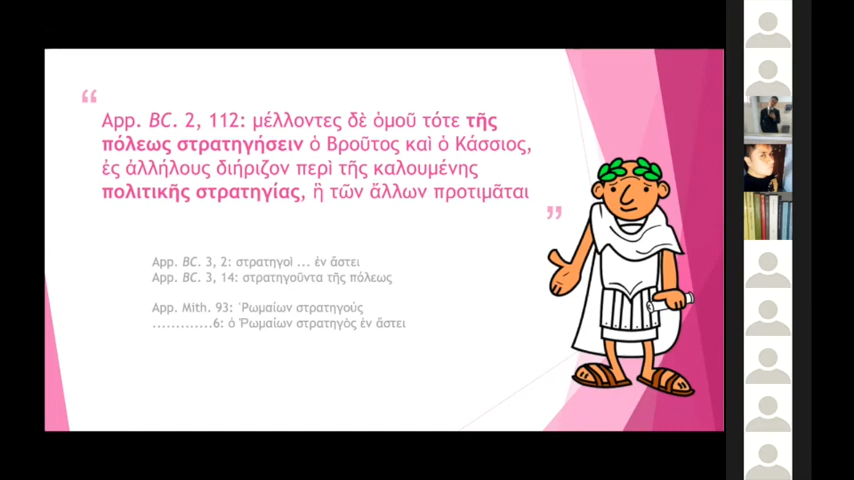 “
App. BC. 2, 112: μέλλοντες δὲ ὁμοῦ τότε τῆς
πόλεως στρατηγήσειν ὁ Βροῦτος καὶ ὁ Κάσσιος,
ἐς ἀλλήλους διήριζον περὶ τῆς καλουμένης
πολιτικῆς στρατηγίας, ἣ τῶν ἄλλων προτιμᾶται
”
App. BC. 3, 2: στρατηγοὶ ... ἐν ἄστει
App. BC. 3, 14: στρατηγοῦντα τῆς πόλεως
App. Mith. 93: Ῥωμαίων στρατηγούς
.............6: ὁ Ῥωμαίων στρατηγὸς ἐν ἄστει